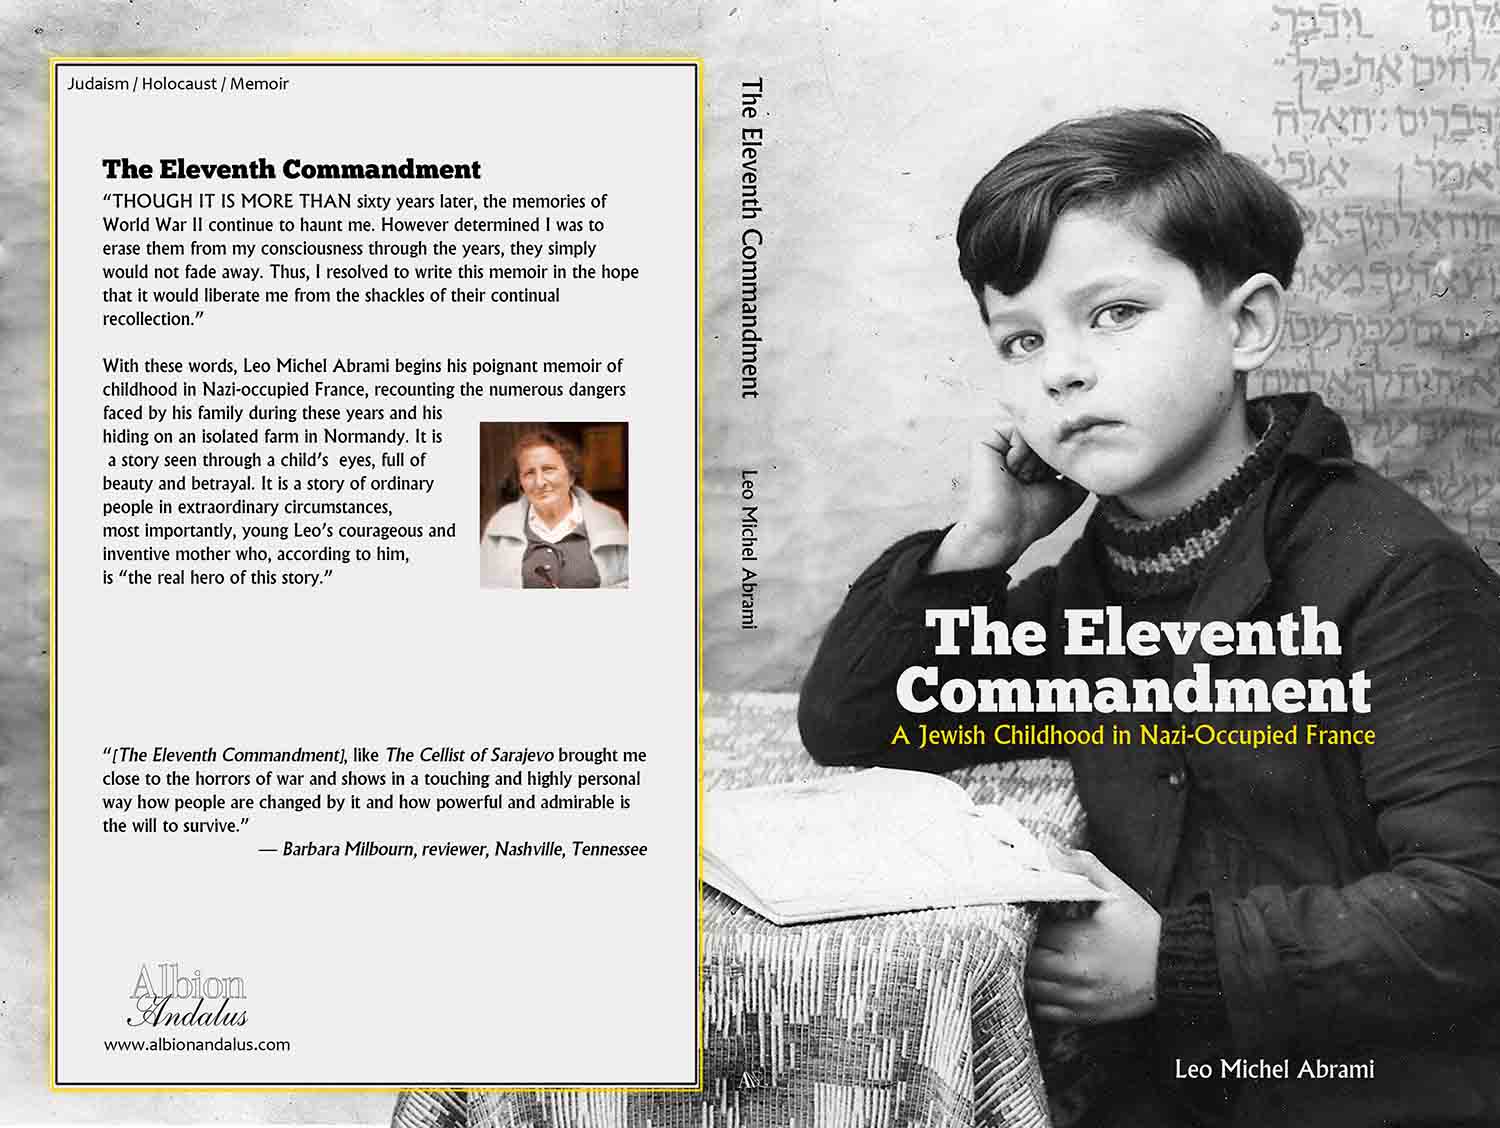 Judaism / Holocaust / Memoir
The Eleventh Commandment
“THOUGH IT IS MORE THAN sixty years later, the memories of
World War II continue to haunt me. However determined I was to
erase them from my consciousness through the years, they simply
would not fade away. Thus, I resolved to write this memoir in the hope
that it would liberate me from the shackles of their continual
recollection.”
With these words, Leo Michel Abrami begins his poignant memoir of
childhood in Nazi-occupied France, recounting the numerous dangers
faced by his family during these years and his
hiding on an isolated farm in Normandy. It is
a story seen through a child’s eyes, full of
beauty and betrayal. It is a story of ordinary
people in extraordinary circumstances,
most importantly, young Leo’s courageous and
inventive mother who, according to him,
is “the real hero of this story.”
“[The Eleventh Commandment], like The Cellist of Sarajevo brought me
close to the horrors of war and shows in a touching and highly personal
way how people are changed by it and how powerful and admirable is
the will to survive.”
— Barbara Milbourn, reviewer, Nashville, Tennessee
Albion
Andalus
www.albionandalus.com
The Eleventh Commandment
Leo Michel Abrami
The Eleventh
Commandment
A Jewish Childhood in Nazi-Occupied France
Leo Michel Abrami